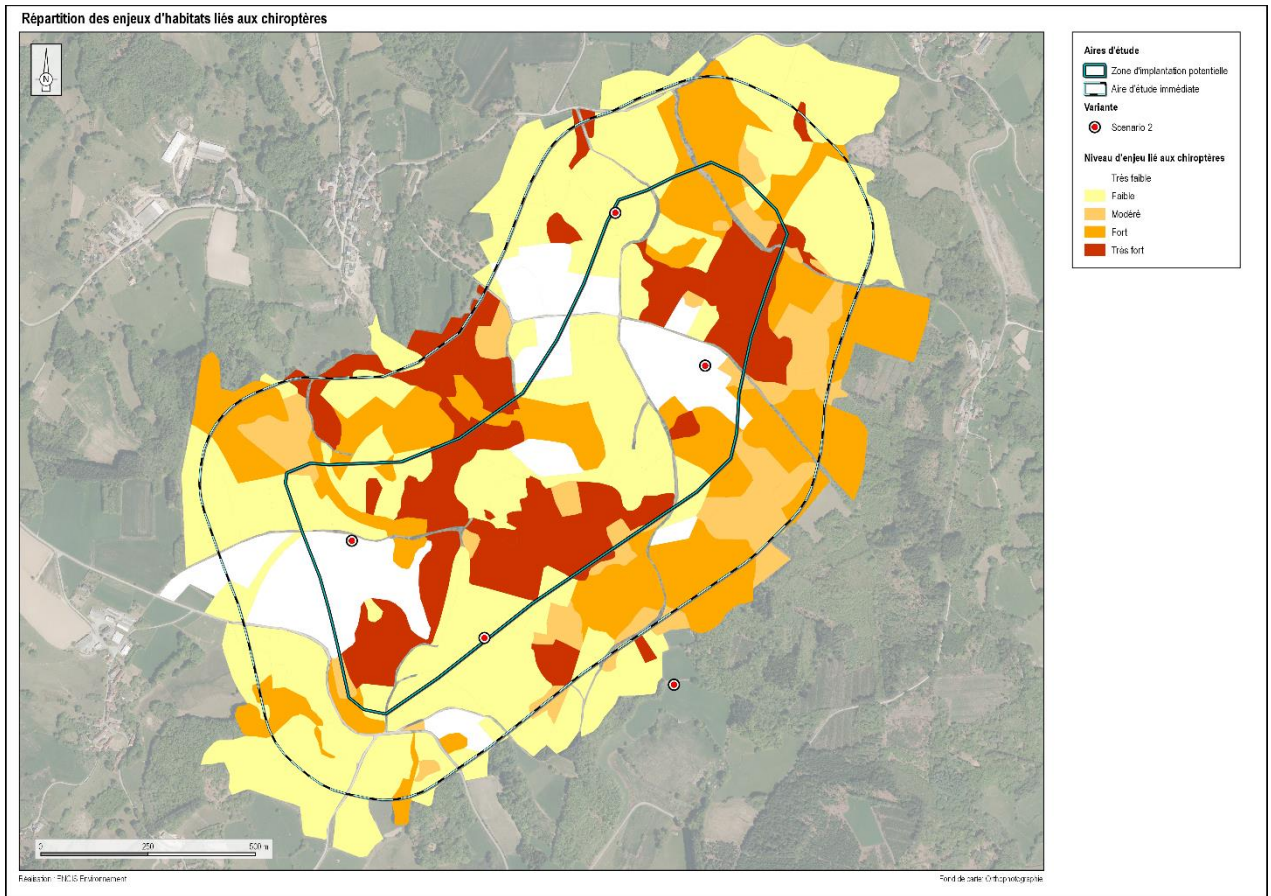 Répartition des enjeux d'habitats liés aux chiroptères
N
Aires d'étude
Zone d'implantation potentielle
Aire d'étude immédiate
Variante
Scenario 2
Niveau d'enjeu lié aux chiroptères
Très faible
Faible
Modéré
Fort
Très fort
0 250 500 m
Réalisation : ENCIS Environnement
Fond de carte: Orthophotographie